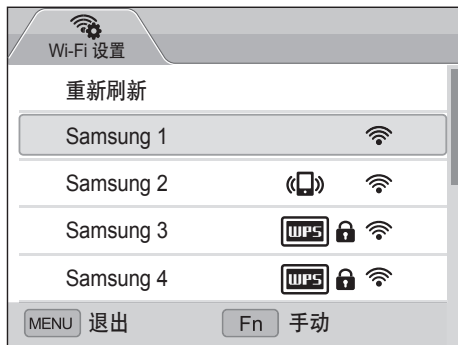 Wi-Fi 设置
重新刷新
Samsung 1
Samsung 2
Samsung 3 WPS
Samsung 4 WPS
MENU 退出 Fn 手动